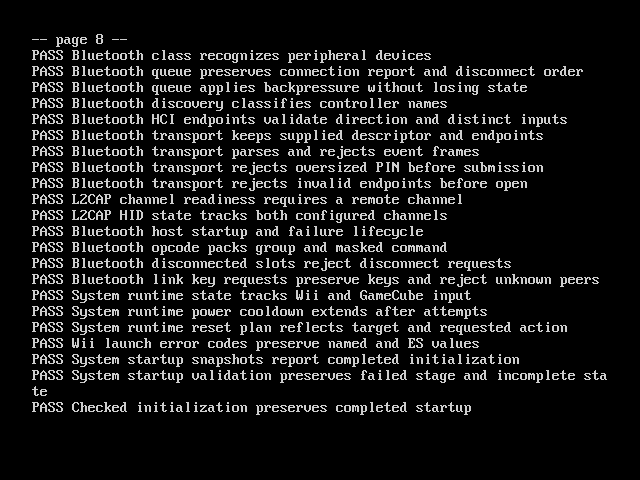 -- page 8 --
PASS Bluetooth class recognizes peripheral devices
PASS Bluetooth queue preserves connection report and disconnect order
PASS Bluetooth queue applies backpressure without losing state
PASS Bluetooth discovery classifies controller names
PASS Bluetooth HCI endpoints validate direction and distinct inputs
PASS Bluetooth transport keeps supplied descriptor and endpoints
PASS Bluetooth transport parses and rejects event frames
PASS Bluetooth transport rejects oversized PIN before submission
PASS Bluetooth transport rejects invalid endpoints before open
PASS L2CAP channel readiness requires a remote channel
PASS L2CAP HID state tracks both configured channels
PASS Bluetooth host startup and failure lifecycle
PASS Bluetooth opcode packs group and masked command
PASS Bluetooth disconnected slots reject disconnect requests
PASS Bluetooth link key requests preserve keys and reject unknown peers
PASS System runtime state tracks Wii and GameCube input
PASS System runtime power cooldown extends after attempts
PASS System runtime reset plan reflects target and requested action
PASS Wii launch error codes preserve named and ES values
PASS System startup snapshots report completed initialization
PASS System startup validation preserves failed stage and incomplete sta
te
PASS Checked initialization preserves completed startup